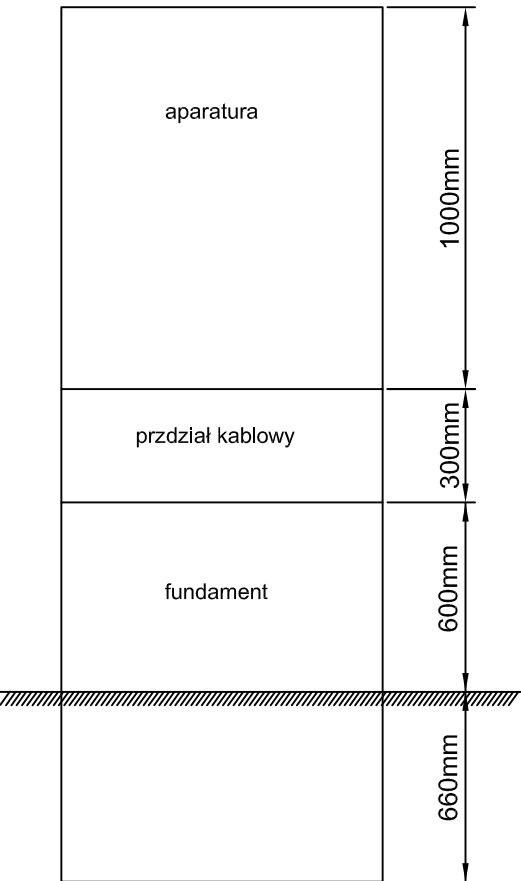 aparatura
1000mm
przdział kablowy
300mm
fundament
600mm
660mm